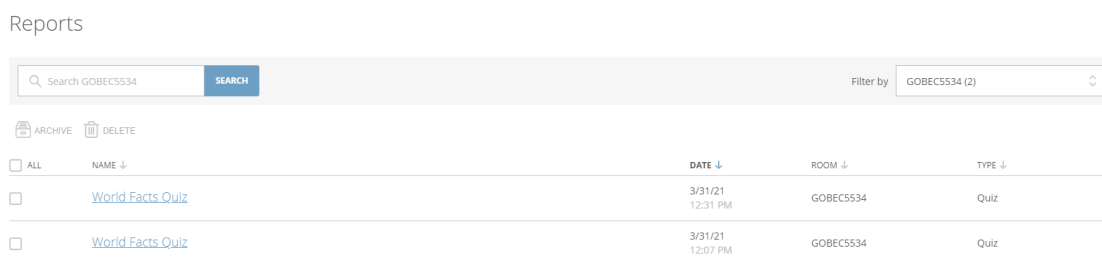 Reports
Search GOBEC5534 SEARCH Filter by GOBEC5534 (2)
ARCHIVE DELETE
ALL NAME DATE ROOM TYPE
World Facts Quiz 3/31/21 12:31 PM GOBEC5534 Quiz
World Facts Quiz 3/31/21 12:07 PM GOBEC5534 Quiz